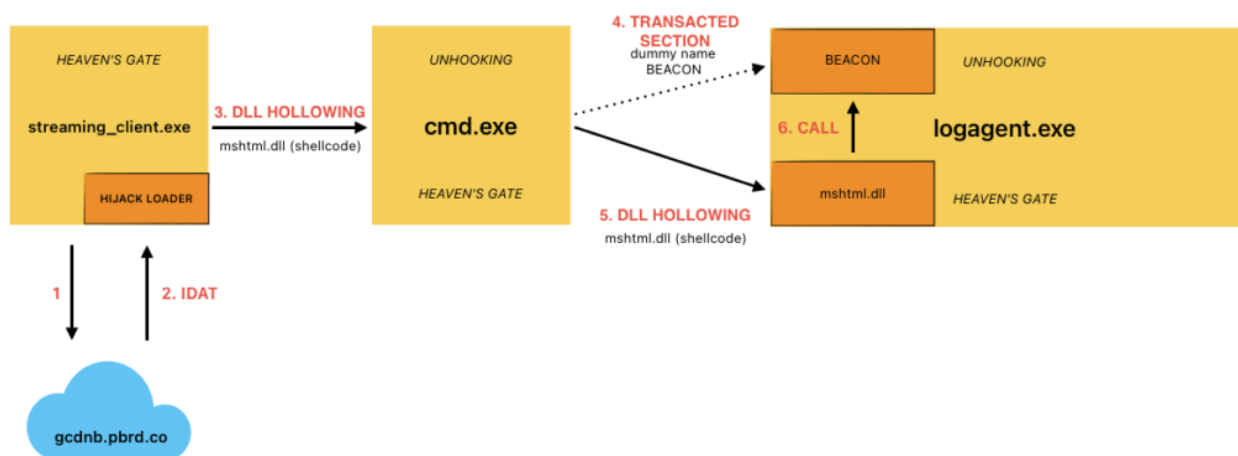 HEAVEN'S GATE
streaming_client.exe
HIJACK LOADER
1
2. IDAT
gcdnb.pbrd.co
3. DLL HOLLOWING
mshtml.dll (shellcode)
UNHOOKING
cmd.exe
HEAVEN'S GATE
4. TRANSACTED
SECTION
dummy name
BEACON
5. DLL HOLLOWING
mshtml.dll (shellcode)
BEACON
UNHOOKING
6. CALL
logagent.exe
mshtml.dll
HEAVEN'S GATE